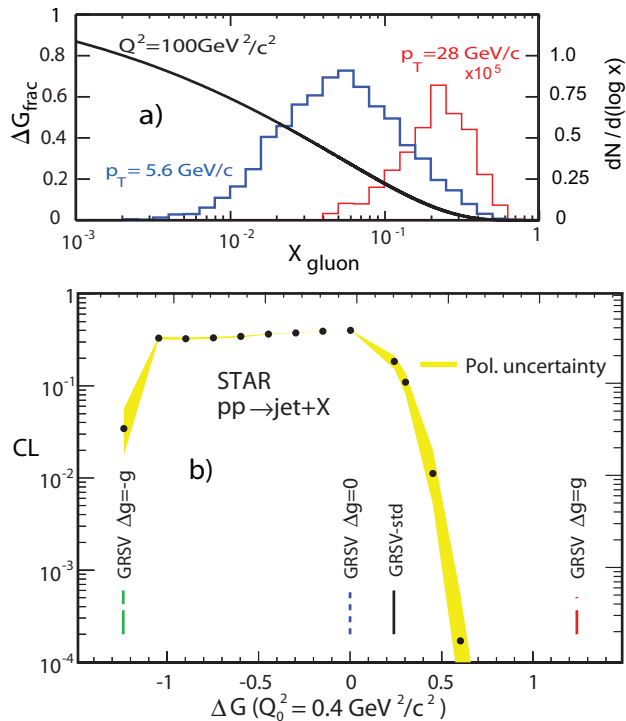 1
0.8
0.6
0.4
0.2
0
ΔG_frac
Q²=100GeV²/c²
a)
p_T = 5.6 GeV/c
p_T = 28 GeV/c
x10⁵
1.0
0.75
0.5
0.25
0
dN / d(log x)
10⁻³
10⁻²
10⁻¹
1
X_gluon
1
10⁻¹
10⁻²
10⁻³
10⁻⁴
CL
STAR
pp→jet+X
b)
Pol. uncertainty
GRSV Δg=-g
GRSV Δg=0
GRSV-std
GRSV Δg=g
-1
-0.5
0
0.5
1
ΔG (Q₀² = 0.4 GeV²/c²)